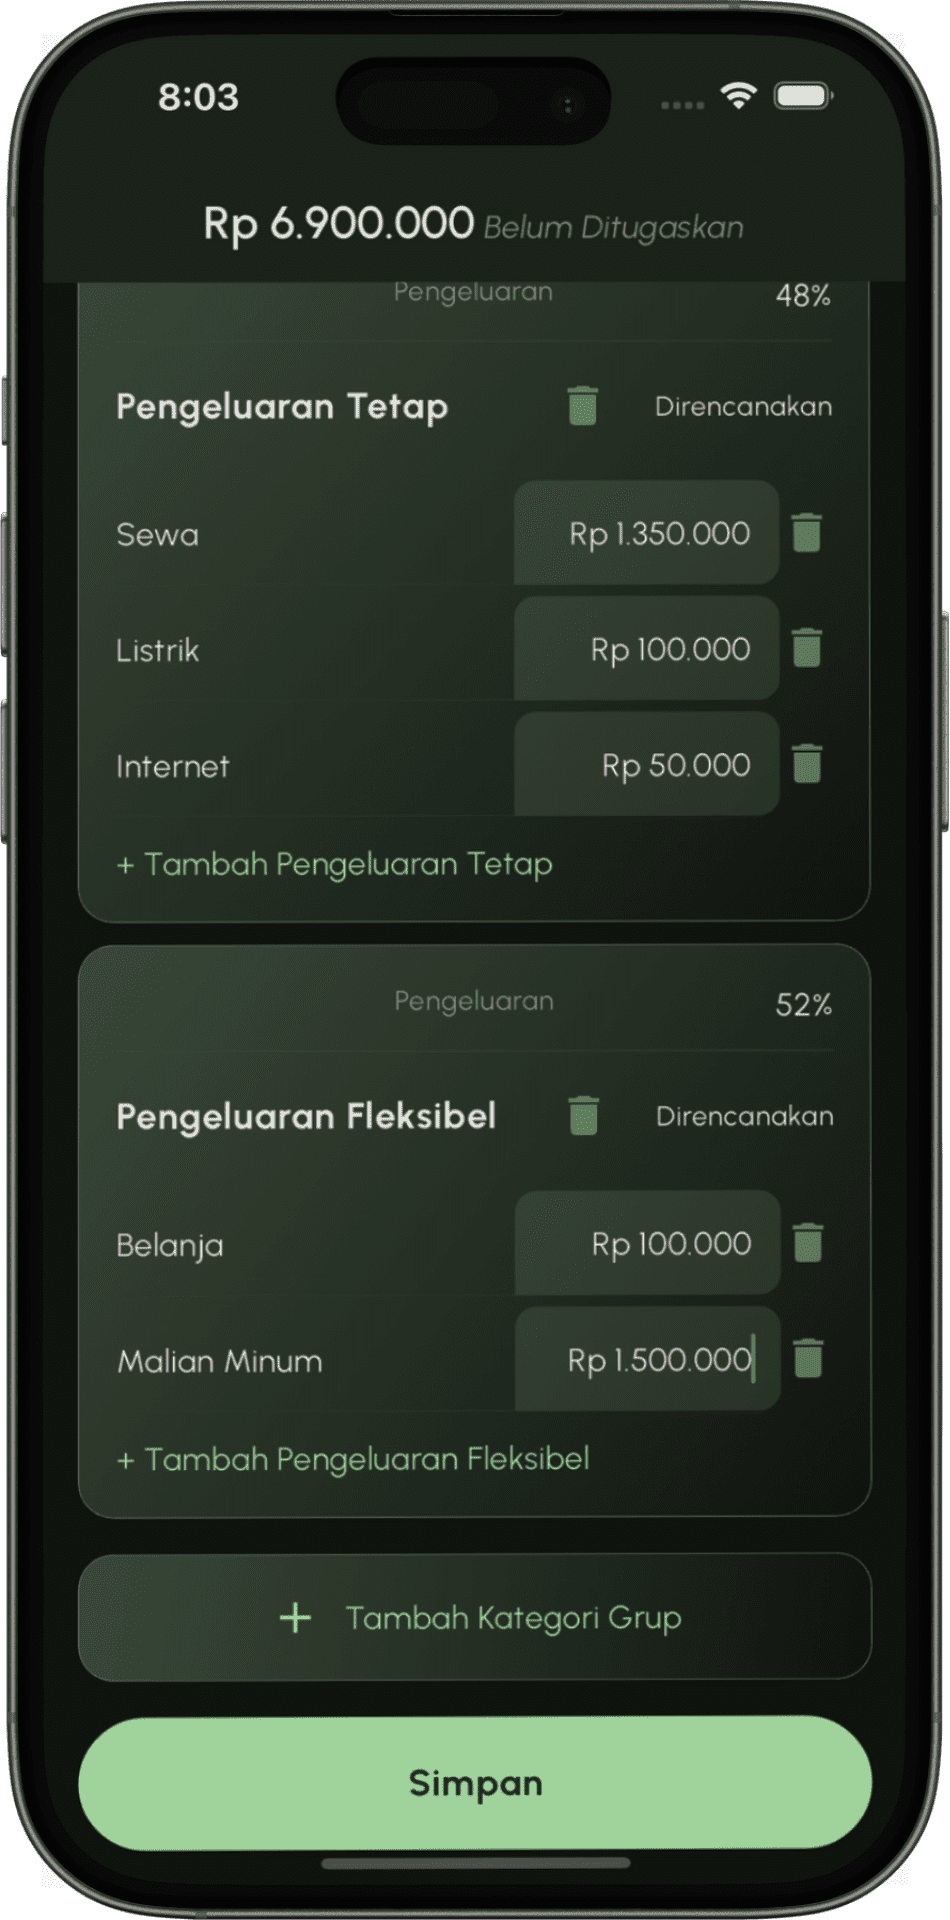 8:03
Rp 6.900.000 Belum Ditugaskan
Pengeluaran 48%
Pengeluaran Tetap Direncanakan
Sewa Rp 1.350.000
Listrik Rp 100.000
Internet Rp 50.000
+ Tambah Pengeluaran Tetap
Pengeluaran 52%
Pengeluaran Fleksibel Direncanakan
Belanja Rp 100.000
Malian Minum Rp 1.500.000
+ Tambah Pengeluaran Fleksibel
+ Tambah Kategori Grup
Simpan